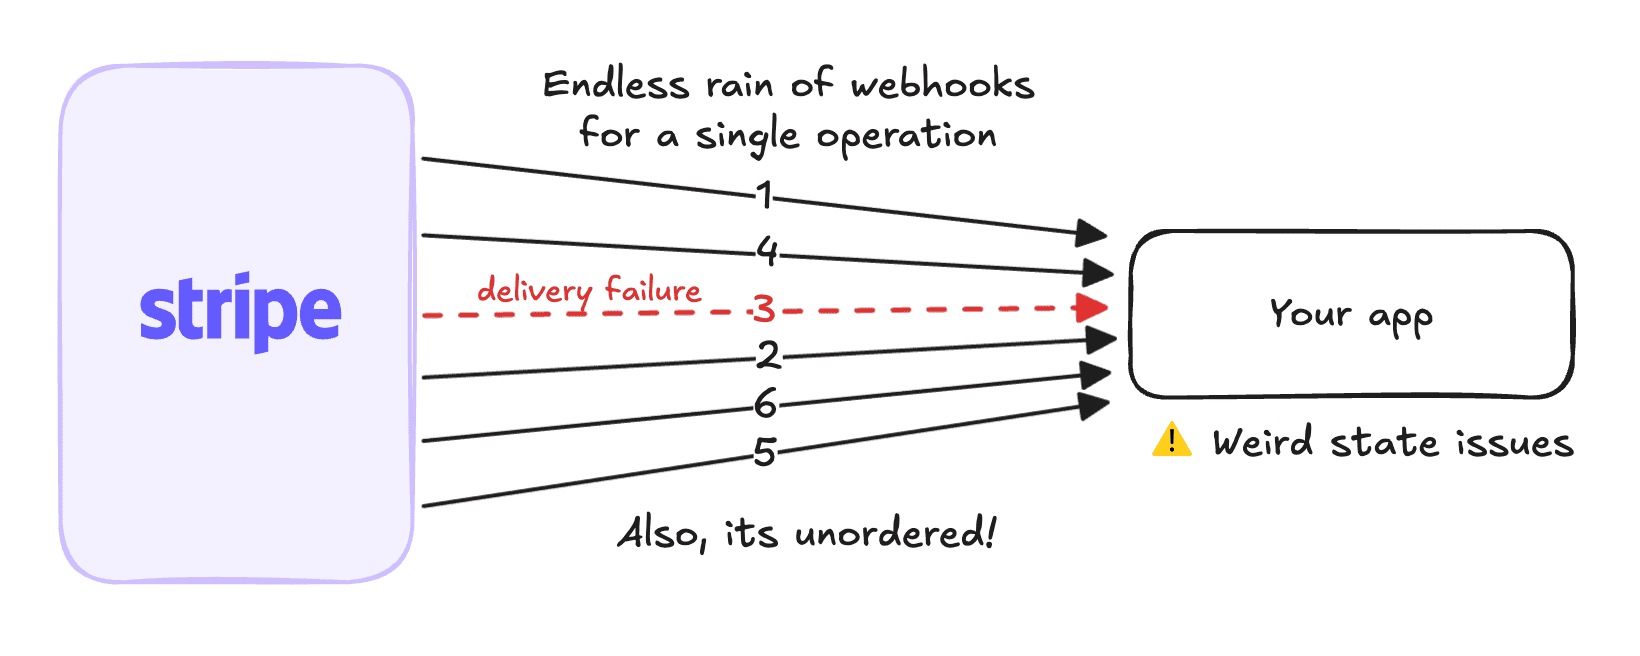 Endless rain of webhooks
for a single operation
1
4
delivery failure
3
2
6
5
stripe
Your app
⚠️ Weird state issues
Also, its unordered!